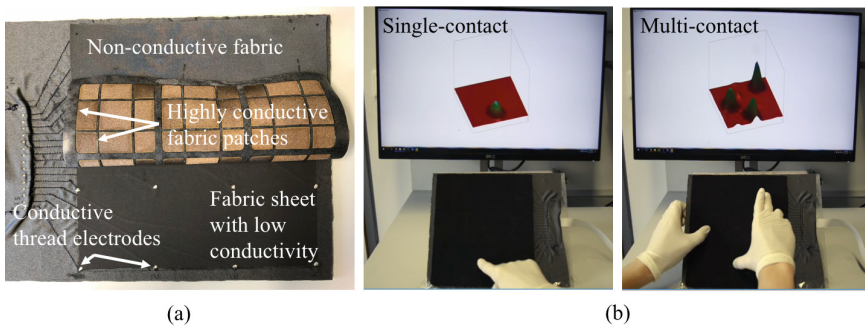 Non-conductive fabric
Highly conductive
fabric patches
Conductive
thread electrodes
Fabric sheet
with low
conductivity
(a)
Single-contact
Multi-contact
(b)